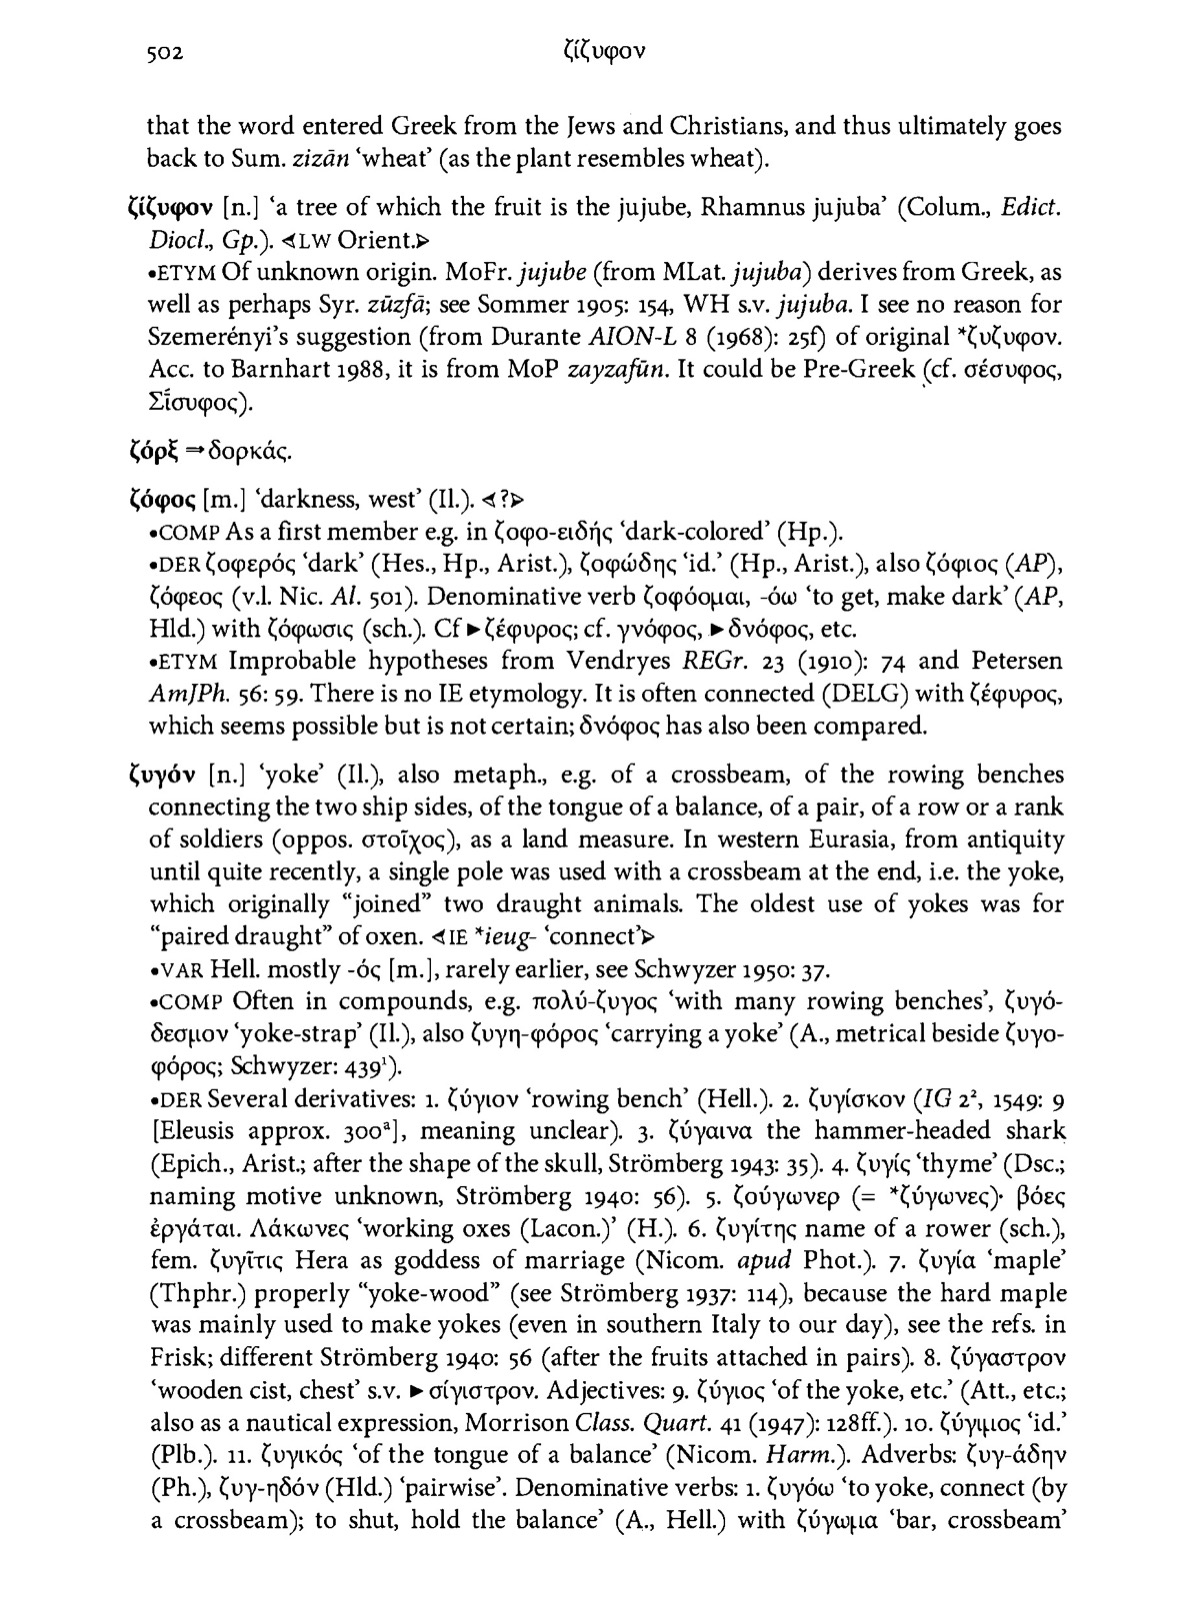 502
ζίζυφον
that the word entered Greek from the Jews and Christians, and thus ultimately goes
back to Sum. zizān ‘wheat’ (as the plant resembles wheat).
ζίζυφον [n.] ‘a tree of which the fruit is the jujube, Rhamnus jujuba’ (Colum., Edict.
Diocl., Gp.). ⊲LW Orient.⊳
•ETYM Of unknown origin. MoFr. jujube (from MLat. jujuba) derives from Greek, as
well as perhaps Syr. zūzfā; see Sommer 1905: 154, WH s.v. jujuba. I see no reason for
Szemerényi’s suggestion (from Durante AION-L 8 (1968): 25f) of original *ζυζυφον.
Acc. to Barnhart 1988, it is from MoP zayzafūn. It could be Pre-Greek (cf. σέσυφος,
Σίσυφος).
ζόρξ ⇒δορκάς.
ζόφος [m.] ‘darkness, west’ (Il.). ⊲?⊳
•COMP As a first member e.g. in ζοφο-ειδής ‘dark-colored’ (Hp.).
•DER ζοφερός ‘dark’ (Hes., Hp., Arist.), ζοφώδης ‘id.’ (Hp., Arist.), also ζόφιος (AP),
ζόφεος (v.l. Nic. Al. 501). Denominative verb ζοφόομαι, -όω ‘to get, make dark’ (AP,
Hld.) with ζόφωσις (sch.). Cf ►ζέφυρος; cf. γνόφος, ►δνόφος, etc.
•ETYM Improbable hypotheses from Vendryes REGr. 23 (1910): 74 and Petersen
AmJPh. 56: 59. There is no IE etymology. It is often connected (DELG) with ζέφυρος,
which seems possible but is not certain; δνόφος has also been compared.
ζυγόν [n.] ‘yoke’ (Il.), also metaph., e.g. of a crossbeam, of the rowing benches
connecting the two ship sides, of the tongue of a balance, of a pair, of a row or a rank
of soldiers (oppos. στοῖχος), as a land measure. In western Eurasia, from antiquity
until quite recently, a single pole was used with a crossbeam at the end, i.e. the yoke,
which originally “joined” two draught animals. The oldest use of yokes was for
“paired draught” of oxen. ⊲IE *ieug- ‘connect’⊳
•VAR Hell. mostly -ός [m.], rarely earlier, see Schwyzer 1950: 37.
•COMP Often in compounds, e.g. πολύ-ζυγος ‘with many rowing benches’, ζυγό-
δεσμον ‘yoke-strap’ (Il.), also ζυγη-φόρος ‘carrying a yoke’ (A., metrical beside ζυγο-
φόρος; Schwyzer: 439¹).
•DER Several derivatives: 1. ζύγιον ‘rowing bench’ (Hell.). 2. ζυγίσκον (IG 2², 1549: 9
[Eleusis approx. 300ᵃ], meaning unclear). 3. ζύγαινα the hammer-headed shark
(Epich., Arist.; after the shape of the skull, Strömberg 1943: 35). 4. ζυγίς ‘thyme’ (Dsc.;
naming motive unknown, Strömberg 1940: 56). 5. ζούγωνερ (= *ζύγωνες)· βόες
ἐργάται. Λάκωνες ‘working oxes (Lacon.)’ (H.). 6. ζυγίτης name of a rower (sch.),
fem. ζυγῖτις Hera as goddess of marriage (Nicom. apud Phot.). 7. ζυγία ‘maple’
(Thphr.) properly “yoke-wood” (see Strömberg 1937: 114), because the hard maple
was mainly used to make yokes (even in southern Italy to our day), see the refs. in
Frisk; different Strömberg 1940: 56 (after the fruits attached in pairs). 8. ζύγαστρον
‘wooden cist, chest’ s.v. ►σίγιστρον. Adjectives: 9. ζύγιος ‘of the yoke, etc.’ (Att., etc.;
also as a nautical expression, Morrison Class. Quart. 41 (1947): 128ff.). 10. ζύγιμος ‘id.’
(Plb.). 11. ζυγικός ‘of the tongue of a balance’ (Nicom. Harm.). Adverbs: ζυγ-άδην
(Ph.), ζυγ-ηδόν (Hld.) ‘pairwise’. Denominative verbs: 1. ζυγόω ‘to yoke, connect (by
a crossbeam); to shut, hold the balance’ (A., Hell.) with ζύγωμα ‘bar, crossbeam’